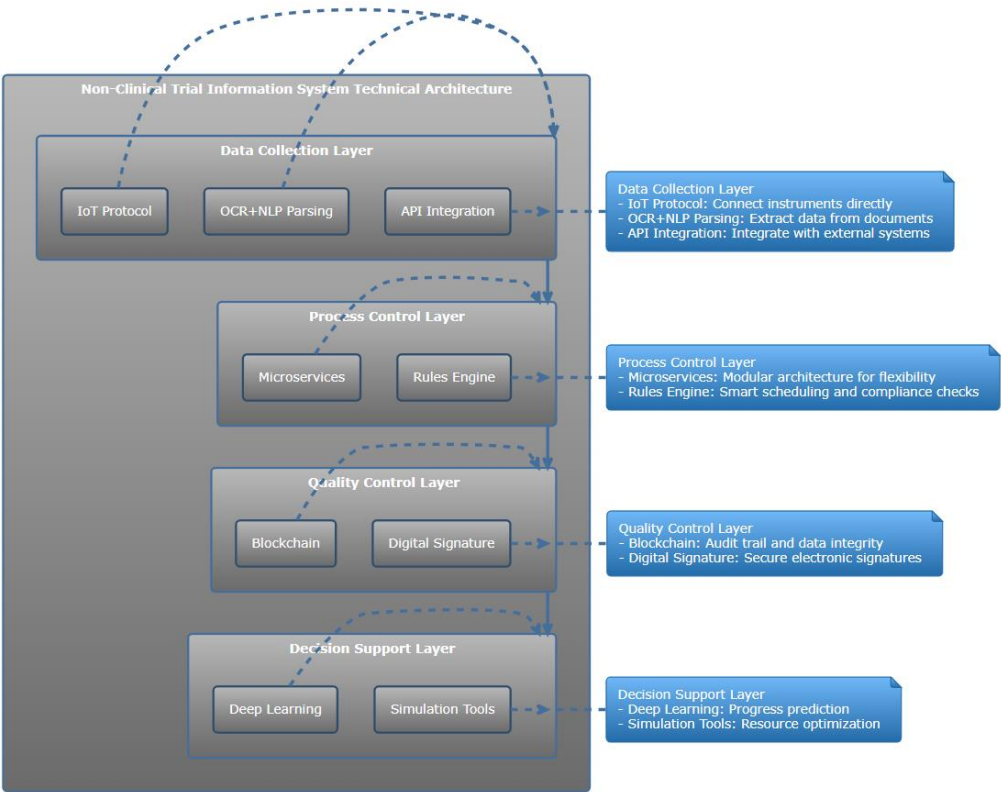 Non-Clinical Trial Information System Technical Architecture
Data Collection Layer
IoT Protocol
OCR+NLP Parsing
API Integration
Data Collection Layer
- IoT Protocol: Connect instruments directly
- OCR+NLP Parsing: Extract data from documents
- API Integration: Integrate with external systems
Process Control Layer
Microservices
Rules Engine
Process Control Layer
- Microservices: Modular architecture for flexibility
- Rules Engine: Smart scheduling and compliance checks
Quality Control Layer
Blockchain
Digital Signature
Quality Control Layer
- Blockchain: Audit trail and data integrity
- Digital Signature: Secure electronic signatures
Decision Support Layer
Deep Learning
Simulation Tools
Decision Support Layer
- Deep Learning: Progress prediction
- Simulation Tools: Resource optimization